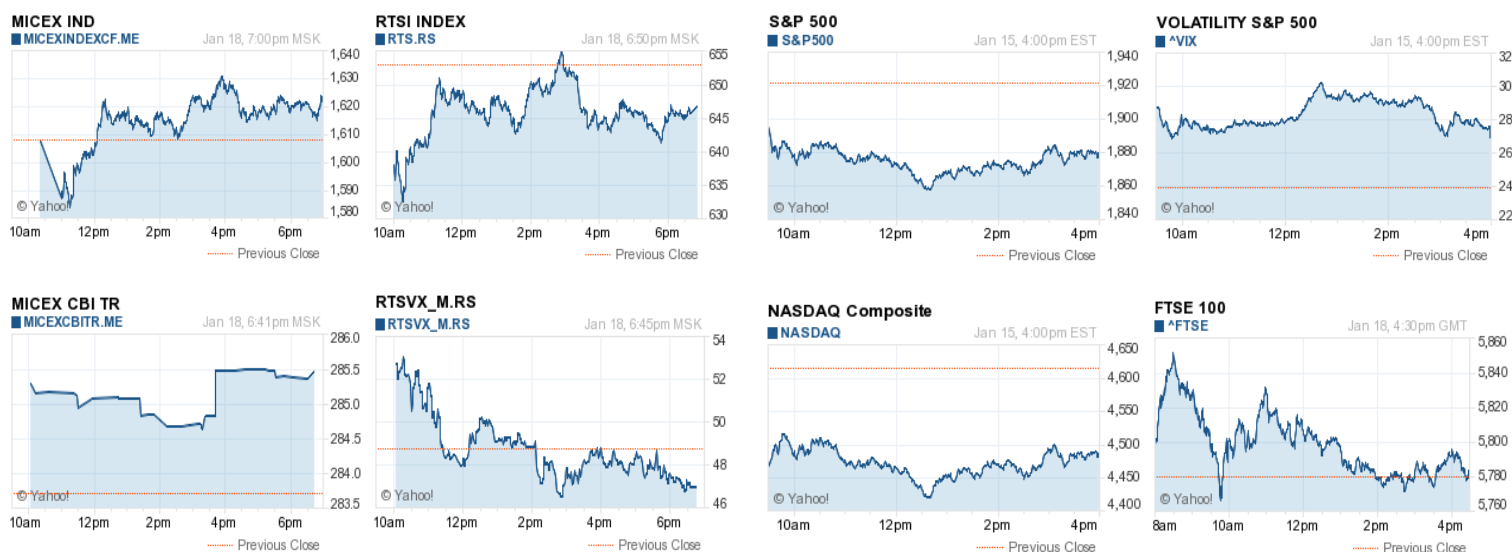 MICEX IND
MICEXINDEXCF.ME Jan 18, 7:00pm MSK
1,640
1,630
1,620
1,610
1,600
1,590
1,580
© Yahoo!
10am 12pm 2pm 4pm 6pm
Previous Close
RTSI INDEX
RTS.RS Jan 18, 6:50pm MSK
655
650
645
640
635
630
© Yahoo!
10am 12pm 2pm 4pm 6pm
Previous Close
S&P 500
S&P500 Jan 15, 4:00pm EST
1,940
1,920
1,900
1,880
1,860
1,840
© Yahoo!
10am 12pm 2pm 4pm
Previous Close
VOLATILITY S&P 500
^VIX Jan 15, 4:00pm EST
32
30
28
26
24
22
© Yahoo!
10am 12pm 2pm 4pm
Previous Close
MICEX CBI TR
MICEXCBITR.ME Jan 18, 6:41pm MSK
286.0
285.5
285.0
284.5
284.0
283.5
© Yahoo!
10am 12pm 2pm 4pm 6pm
Previous Close
RTSVX_M.RS
RTSVX_M.RS Jan 18, 6:45pm MSK
54
52
50
48
46
© Yahoo!
10am 12pm 2pm 4pm 6pm
Previous Close
NASDAQ Composite
NASDAQ Jan 15, 4:00pm EST
4,650
4,600
4,550
4,500
4,450
4,400
© Yahoo!
10am 12pm 2pm 4pm
Previous Close
FTSE 100
^FTSE Jan 18, 4:30pm GMT
5,860
5,840
5,820
5,800
5,780
5,760
© Yahoo!
8am 10am 12pm 2pm 4pm
Previous Close